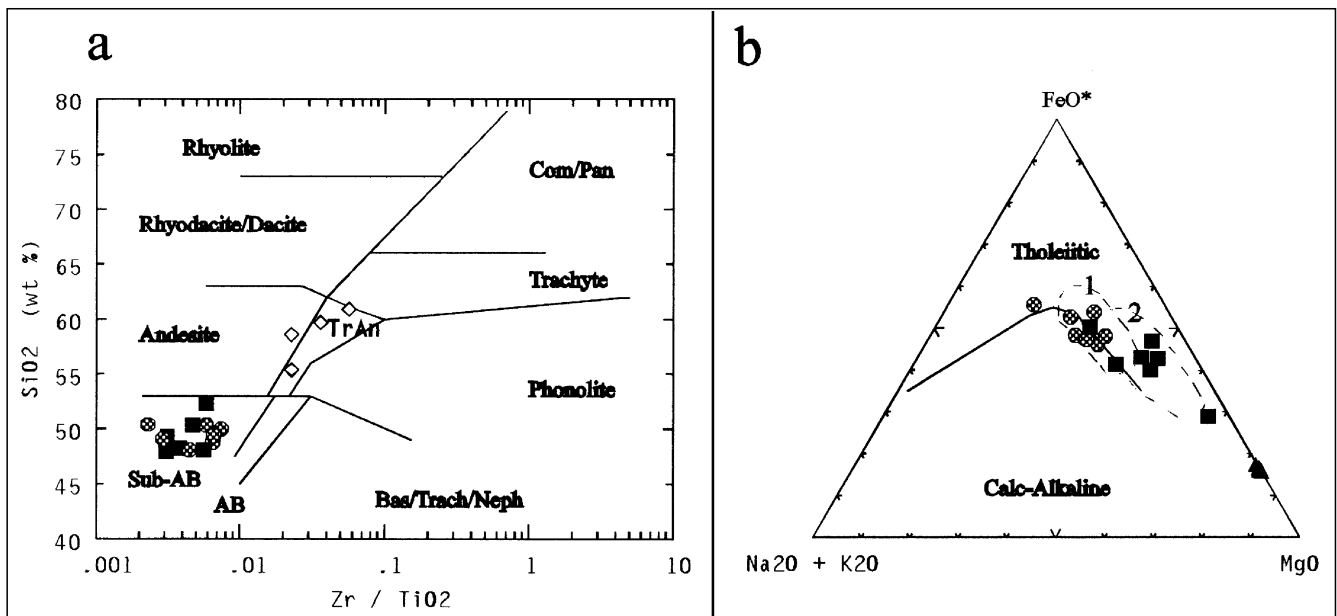 a
80
75
70
65
60
55
50
45
40
SiO2 (wt %)
Rhyolite
Com/Pan
Rhyodacite/Dacite
Trachyte
TrAn
Andesite
Phonolite
Sub-AB
AB
Bas/Trach/Neph
.001
.01
.1
1
10
Zr / TiO2
b
FeO*
Tholeiitic
1
2
Calc-Alkaline
Na2O + K2O
MgO